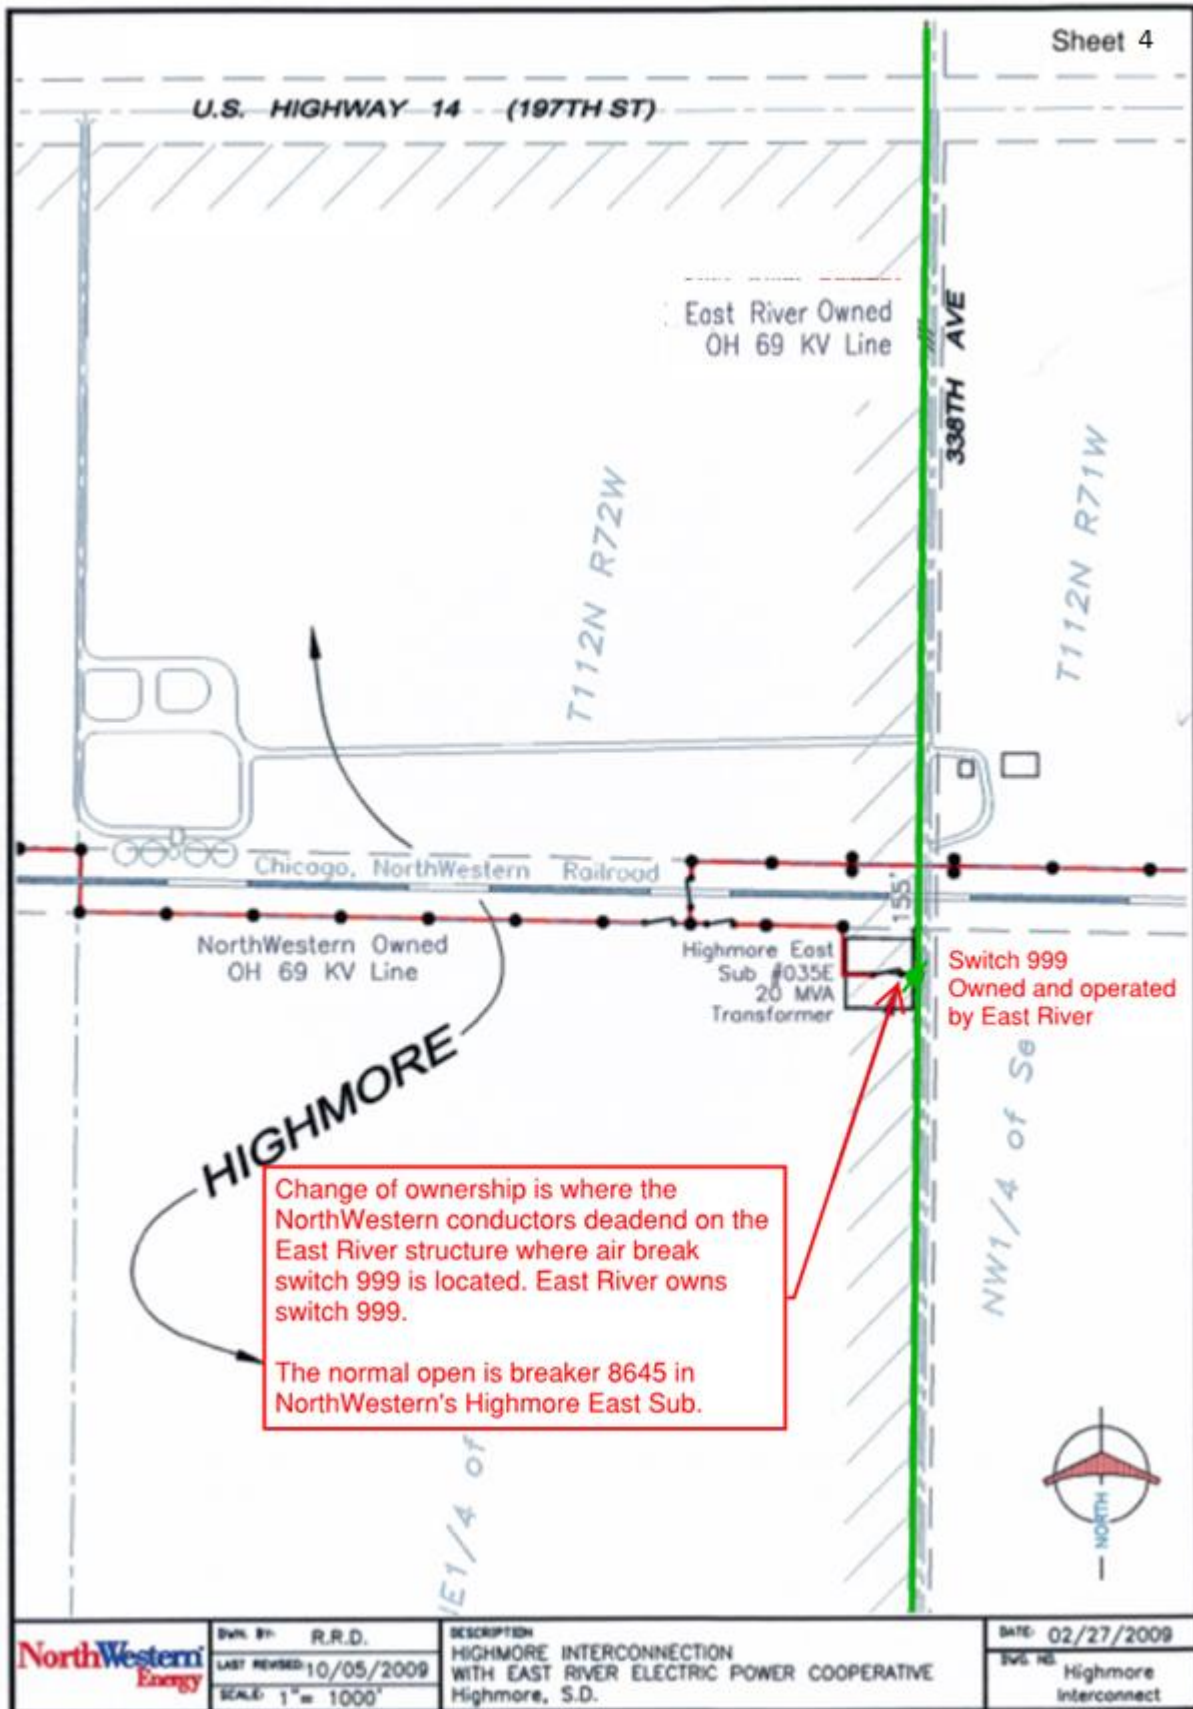 Sheet 4
U.S. HIGHWAY 14 (197TH ST)
East River Owned
OH 69 KV Line
338TH AVE
T112N R72W
T112N R71W
Chicago, NorthWestern Railroad
155'
NorthWestern Owned
OH 69 KV Line
Highmore East
Sub #035E
20 MVA
Transformer
Switch 999
Owned and operated
by East River
HIGHMORE
NW1/4 of Se
Change of ownership is where the
NorthWestern conductors deadend on the
East River structure where air break
switch 999 is located. East River owns
switch 999.
The normal open is breaker 8645 in
NorthWestern's Highmore East Sub.
E1/4 of
NORTH
NorthWestern
Energy
DWN. BY: R.R.D.
LAST REVISED: 10/05/2009
SCALE: 1"= 1000'
DESCRIPTION
HIGHMORE INTERCONNECTION
WITH EAST RIVER ELECTRIC POWER COOPERATIVE
Highmore, S.D.
DATE: 02/27/2009
DWG. NO. Highmore
Interconnect